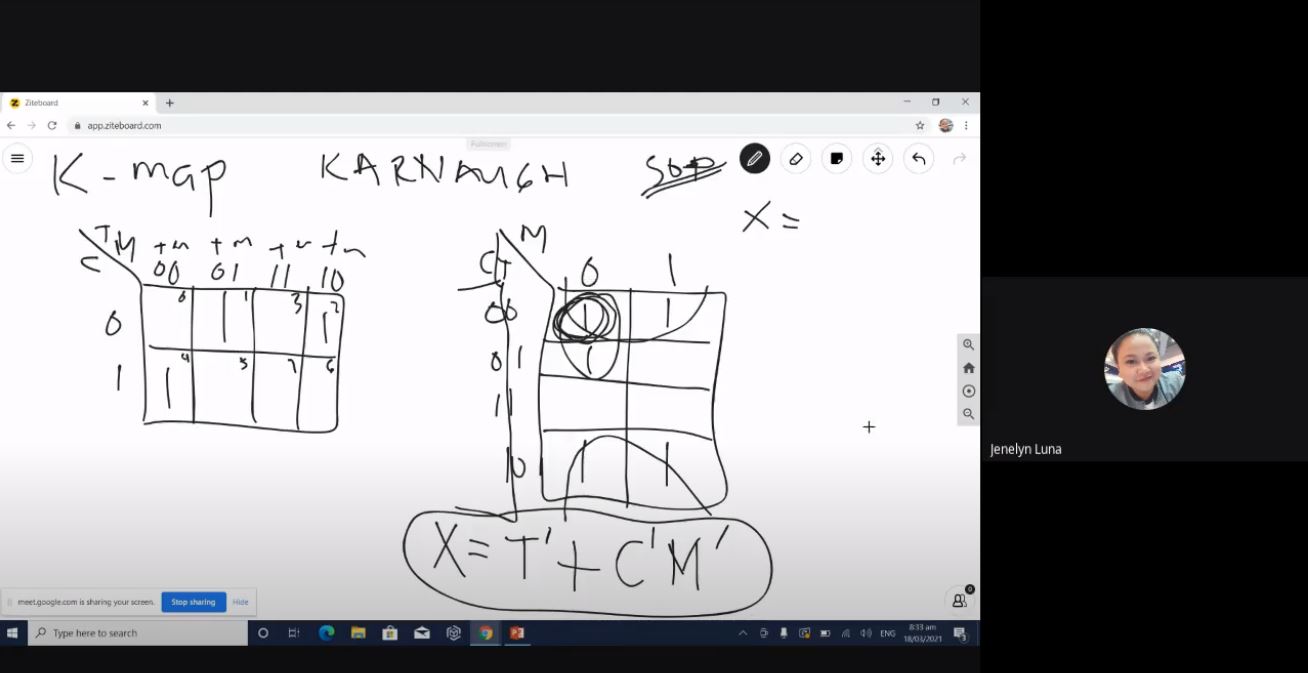 Ziteboard
app.ziteboard.com
Fullscreen
K - map KARNAUGH SOP
X =
TM
C
00 01 11 10
0 1 3 2
0 1 1
4 5 7 6
1 1
M
CT
0 1
00 1 1
01 1
11
10 1 1
X = T' + C'M'
Jenelyn Luna
meet.google.com is sharing your screen. Stop sharing Hide
0
Type here to search
ENG
8:33 am
18/03/2021
3